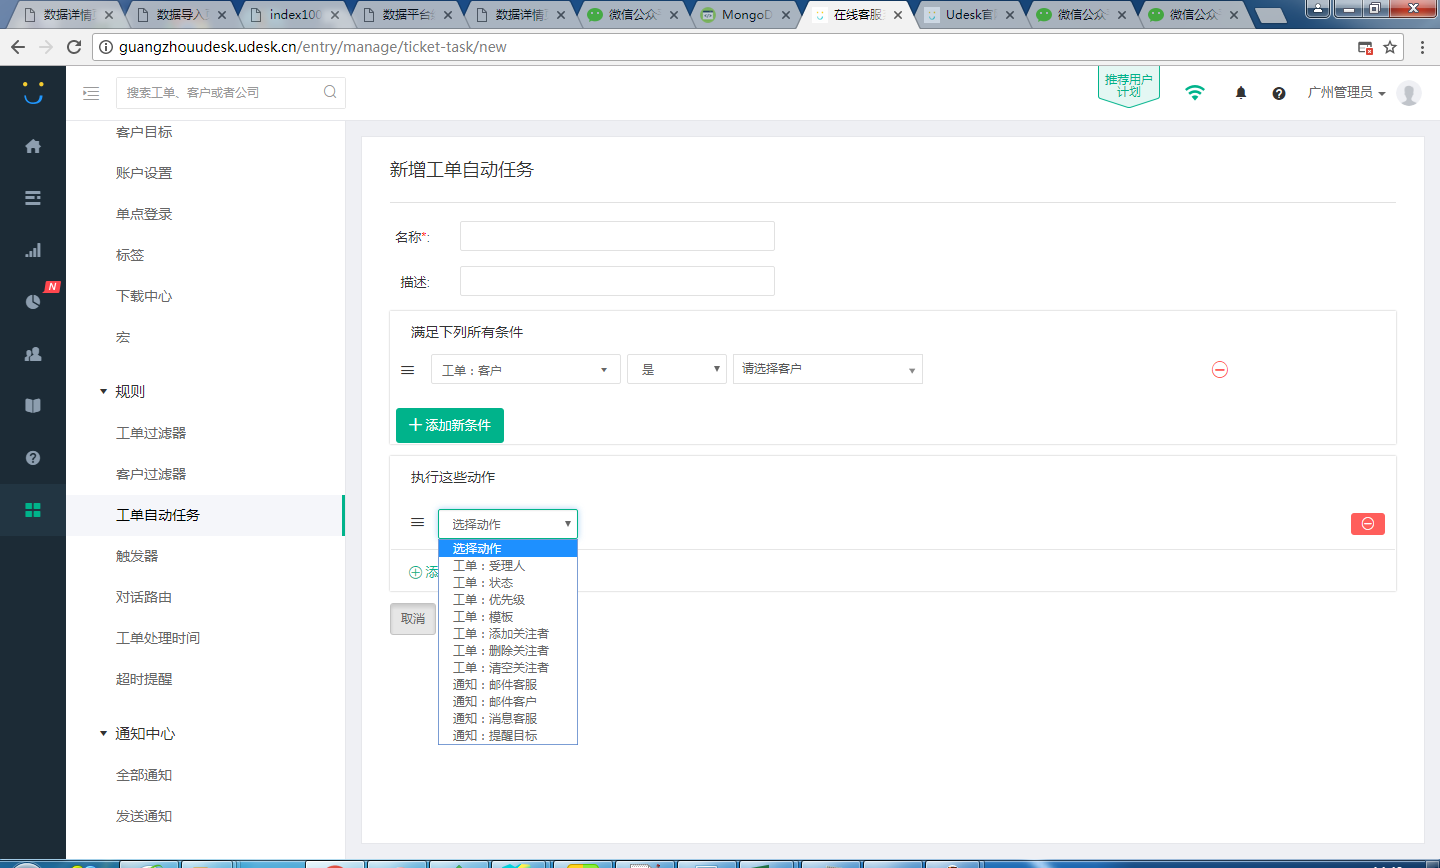 数据详情
数据导入
index100
数据平台
数据详情
微信公众
MongoD
在线客服
Udesk官
微信公众
微信公众
guangzhouudesk.udesk.cn/entry/manage/ticket-task/new
搜索工单、客户或者公司
推荐用户
计划
广州管理员
N
客户目标
账户设置
单点登录
标签
下载中心
宏
规则
工单过滤器
客户过滤器
工单自动任务
触发器
对话路由
工单处理时间
超时提醒
通知中心
全部通知
发送通知
新增工单自动任务
名称*:
描述:
满足下列所有条件
工单：客户
是
请选择客户
添加新条件
执行这些动作
选择动作
选择动作
工单：受理人
工单：状态
工单：优先级
工单：模板
工单：添加关注者
工单：删除关注者
工单：清空关注者
通知：邮件客服
通知：邮件客户
通知：消息客服
通知：提醒目标
取消